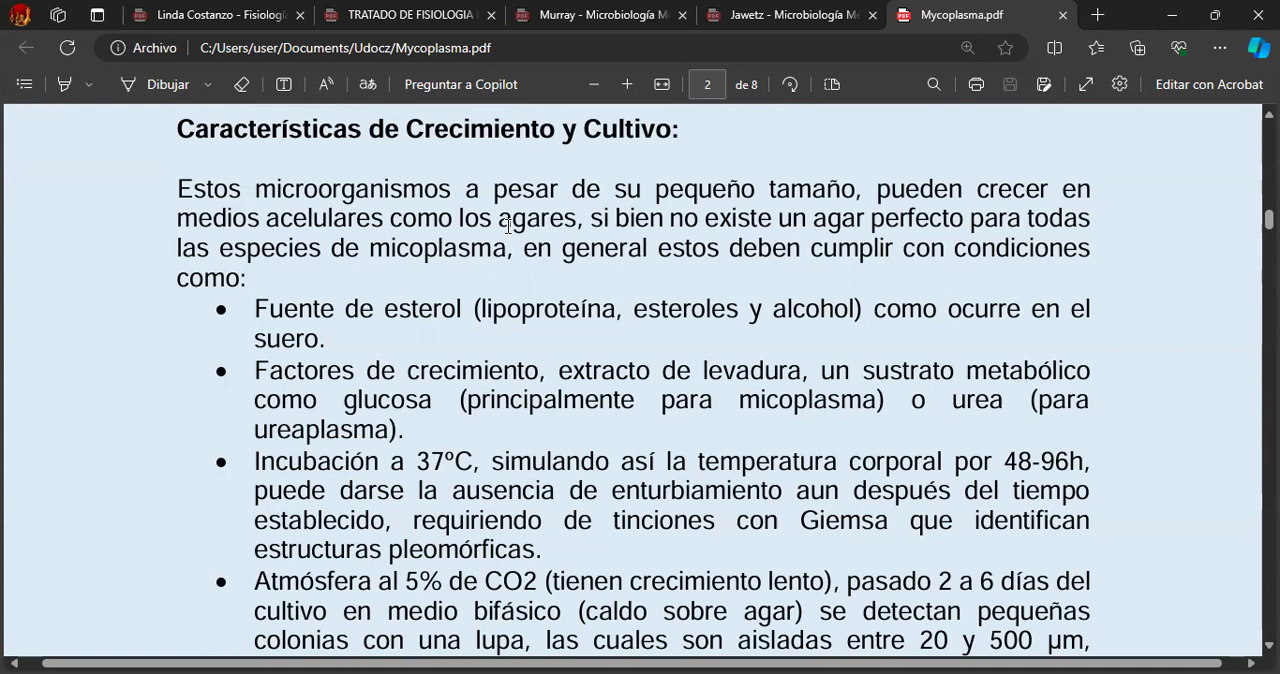 Linda Costanzo - Fisiologí
TRATADO DE FISIOLOGIA
Murray - Microbiología M
Jawetz - Microbiología Me
Mycoplasma.pdf
Archivo
C:/Users/user/Documents/Udocz/Mycoplasma.pdf
Dibujar
Preguntar a Copilot
2
de 8
Editar con Acrobat
Características de Crecimiento y Cultivo:
Estos microorganismos a pesar de su pequeño tamaño, pueden crecer en
medios acelulares como los agares, si bien no existe un agar perfecto para todas
las especies de micoplasma, en general estos deben cumplir con condiciones
como:
• Fuente de esterol (lipoproteína, esteroles y alcohol) como ocurre en el
suero.
• Factores de crecimiento, extracto de levadura, un sustrato metabólico
como glucosa (principalmente para micoplasma) o urea (para
ureaplasma).
• Incubación a 37ºC, simulando así la temperatura corporal por 48-96h,
puede darse la ausencia de enturbiamiento aun después del tiempo
establecido, requiriendo de tinciones con Giemsa que identifican
estructuras pleomórficas.
• Atmósfera al 5% de CO2 (tienen crecimiento lento), pasado 2 a 6 días del
cultivo en medio bifásico (caldo sobre agar) se detectan pequeñas
colonias con una lupa, las cuales son aisladas entre 20 y 500 µm,